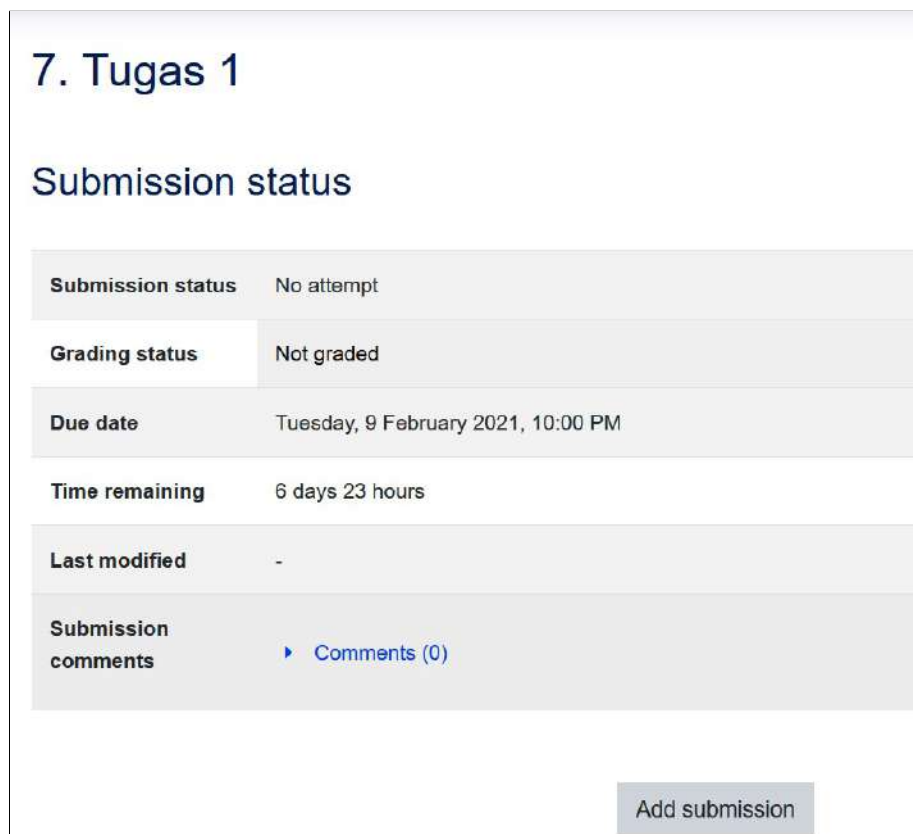 7. Tugas 1
Submission status
Submission status No attempt
Grading status Not graded
Due date Tuesday, 9 February 2021, 10:00 PM
Time remaining 6 days 23 hours
Last modified -
Submission
comments Comments (0)
Add submission